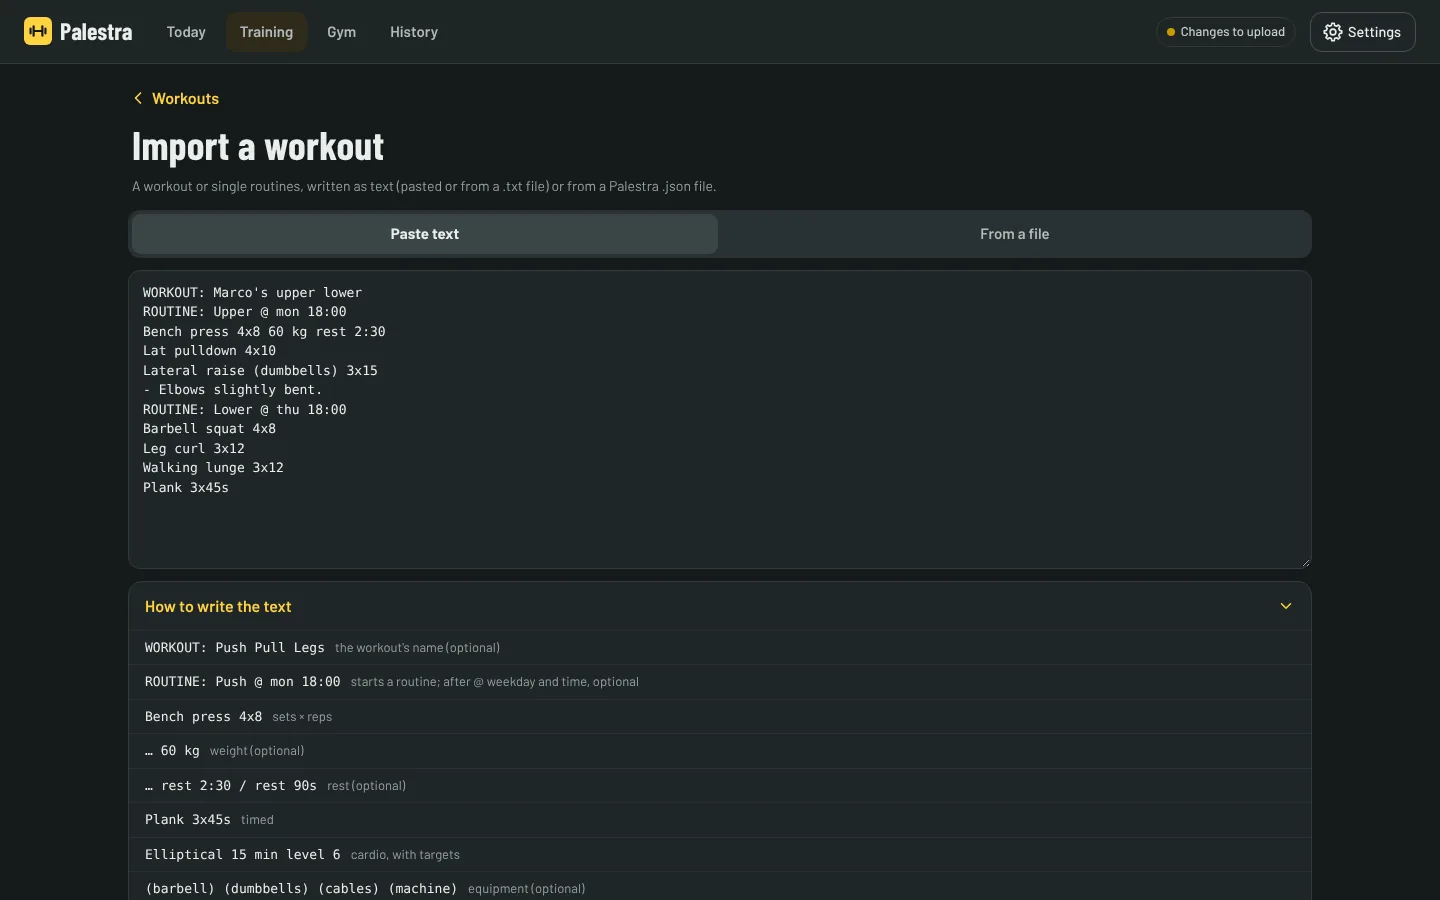 Palestra
Today
Training
Gym
History
Changes to upload
Settings
Workouts
Import a workout
A workout or single routines, written as text (pasted or from a .txt file) or from a Palestra .json file.
Paste text
From a file
WORKOUT: Marco's upper lower
ROUTINE: Upper @ mon 18:00
Bench press 4x8 60 kg rest 2:30
Lat pulldown 4x10
Lateral raise (dumbbells) 3x15
- Elbows slightly bent.
ROUTINE: Lower @ thu 18:00
Barbell squat 4x8
Leg curl 3x12
Walking lunge 3x12
Plank 3x45s
How to write the text
WORKOUT: Push Pull Legs the workout's name (optional)
ROUTINE: Push @ mon 18:00 starts a routine; after @ weekday and time, optional
Bench press 4x8 sets × reps
… 60 kg weight (optional)
… rest 2:30 / rest 90s rest (optional)
Plank 3x45s timed
Elliptical 15 min level 6 cardio, with targets
(barbell) (dumbbells) (cables) (machine) equipment (optional)